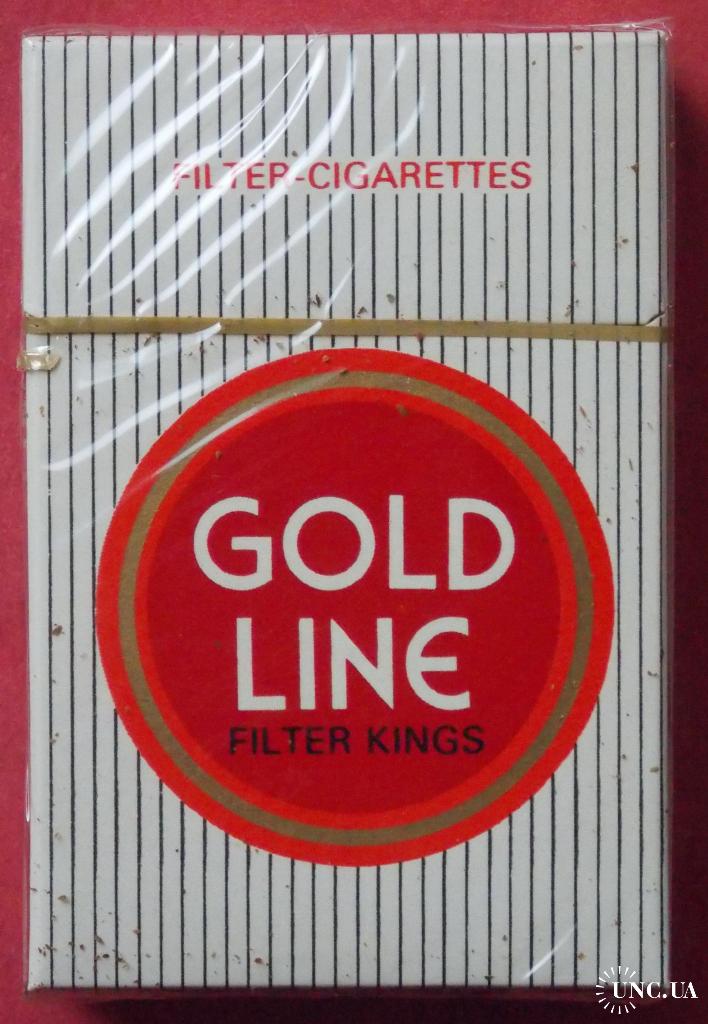 FILTER-CIGARETTES
GOLD
LINE
FILTER KINGS
UNC.UA